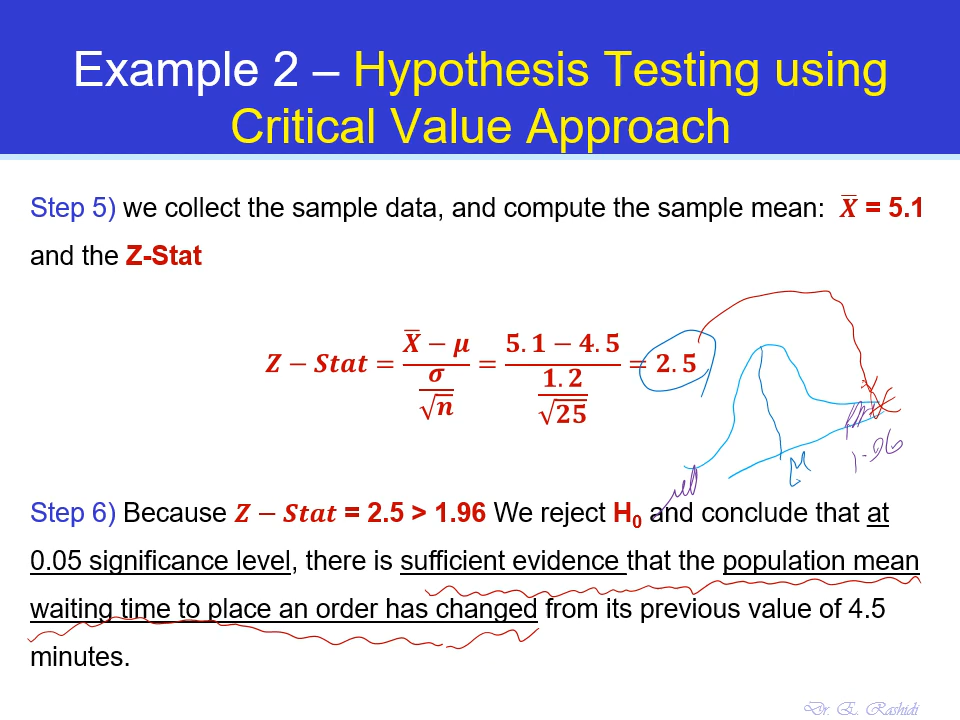 Example 2 – Hypothesis Testing using
Critical Value Approach
Step 5) we collect the sample data, and compute the sample mean: X̅ = 5.1
and the Z-Stat
Z − Stat = (X̅ − μ)/(σ/√n) = (5.1 − 4.5)/(1.2/√25) = 2.5
μ
1.96
Step 6) Because Z − Stat = 2.5 > 1.96 We reject H₀ and conclude that at
0.05 significance level, there is sufficient evidence that the population mean
waiting time to place an order has changed from its previous value of 4.5
minutes.
Dr. E. Rashidi